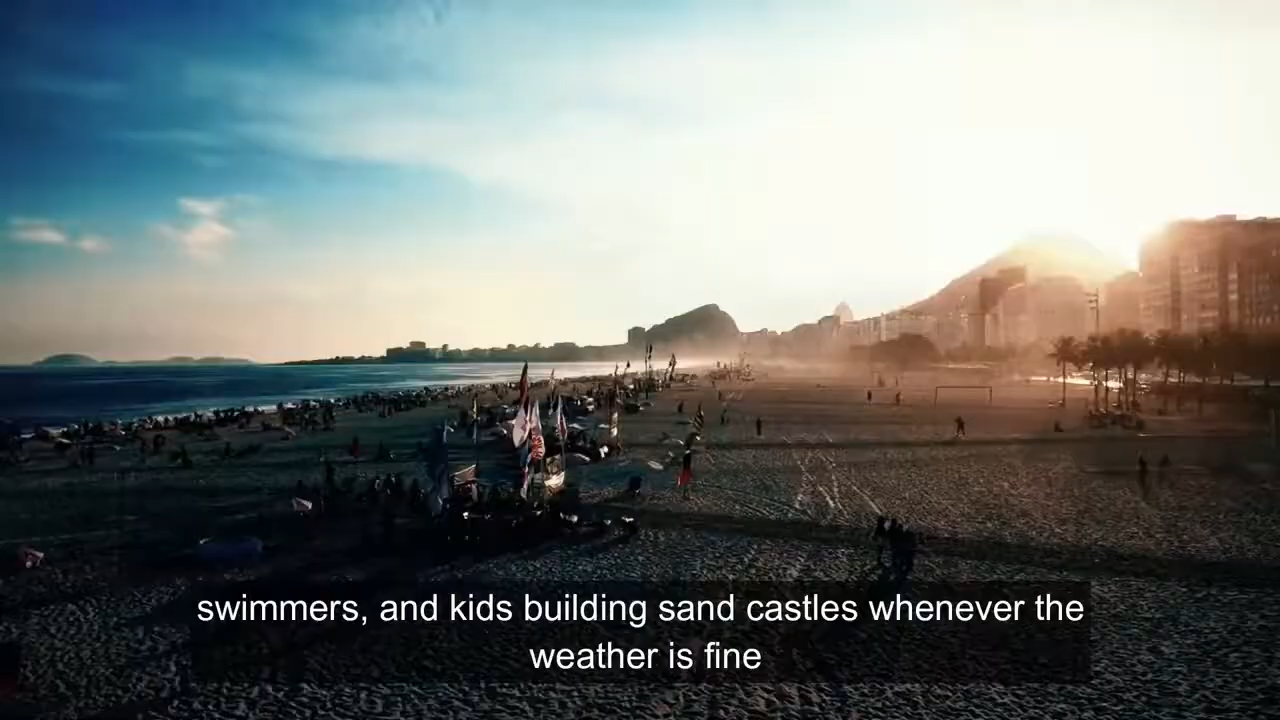 swimmers, and kids building sand castles whenever the
weather is fine